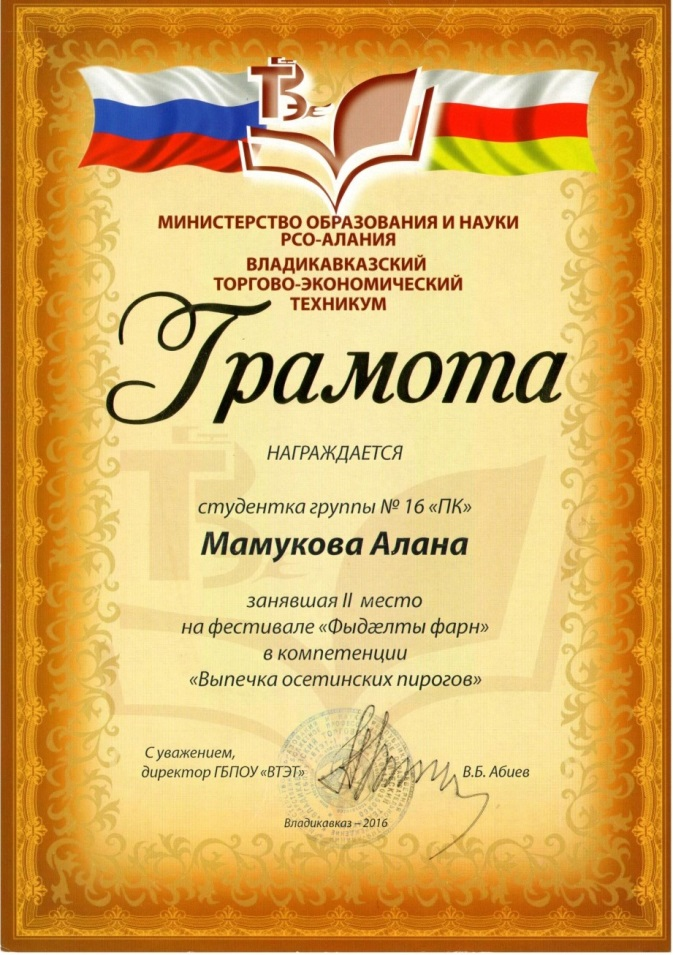 ТВЭ
МИНИСТЕРСТВО ОБРАЗОВАНИЯ И НАУКИ
РСО-АЛАНИЯ
ВЛАДИКАВКАЗСКИЙ
ТОРГОВО-ЭКОНОМИЧЕСКИЙ
ТЕХНИКУМ
Грамота
НАГРАЖДАЕТСЯ
студентка группы № 16 «ПК»
Мамукова Алана
занявшая II место
на фестивале «Фыдæлты фарн»
в компетенции
«Выпечка осетинских пирогов»
С уважением,
директор ГБПОУ «ВТЭТ»
В.Б. Абиев
Владикавказ – 2016